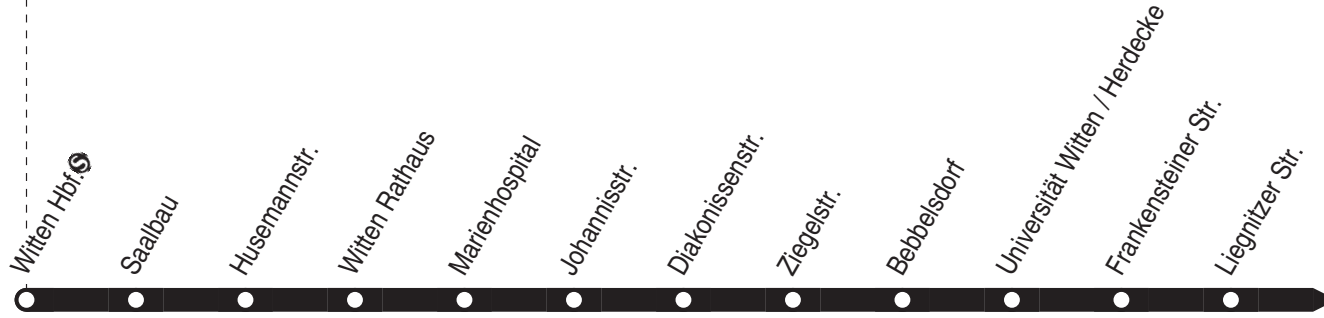 Witten Hbf. S
Saalbau
Husemannstr.
Witten Rathaus
Marienhospital
Johannisstr.
Diakonissenstr.
Ziegelstr.
Bebbelsdorf
Universität Witten / Herdecke
Frankensteiner Str.
Liegnitzer Str.